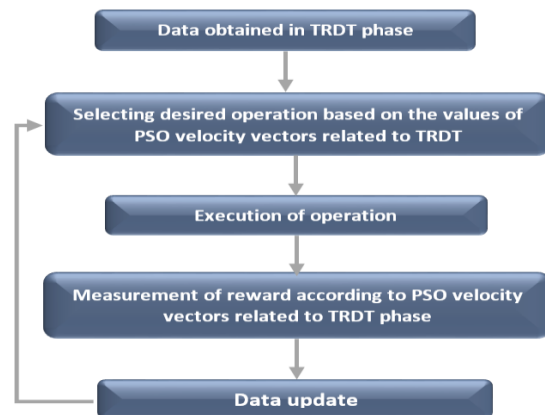 Data obtained in TRDT phase
Selecting desired operation based on the values of
PSO velocity vectors related to TRDT
Execution of operation
Measurement of reward according to PSO velocity
vectors related to TRDT phase
Data update